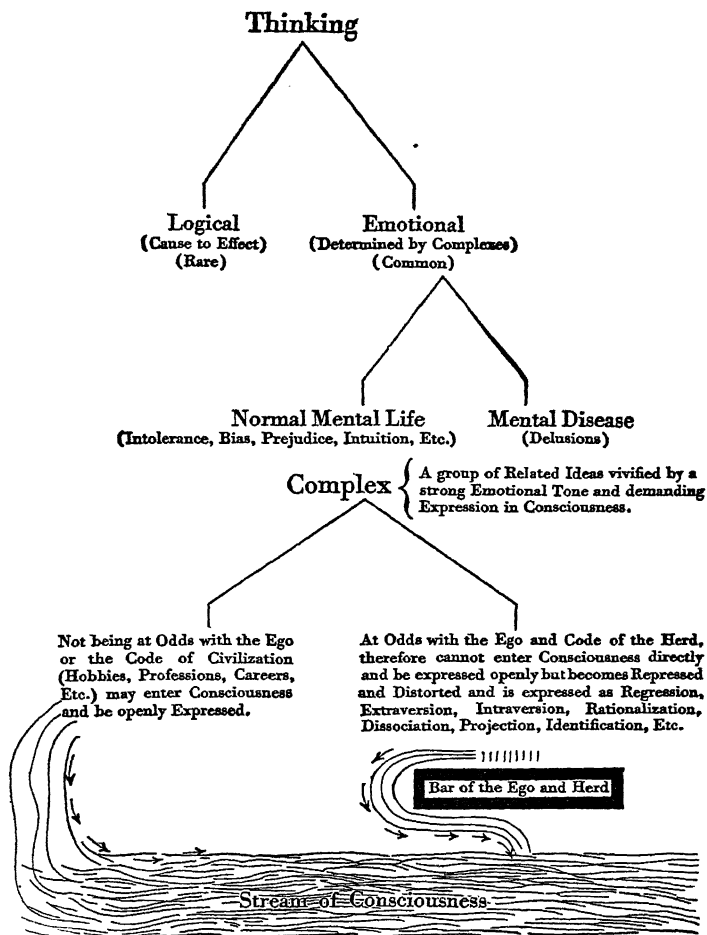 Thinking
Logical
(Cause to Effect)
(Rare)
Emotional
(Determined by Complexes)
(Common)
Normal Mental Life
(Intolerance, Bias, Prejudice, Intuition, Etc.)
Mental Disease
(Delusions)
Complex
A group of Related Ideas vivified by a
strong Emotional Tone and demanding
Expression in Consciousness.
Not being at Odds with the Ego
or the Code of Civilization
(Hobbies, Professions, Careers,
Etc.) may enter Consciousness
and be openly Expressed.
At Odds with the Ego and Code of the Herd,
therefore cannot enter Consciousness directly
and be expressed openly but becomes Repressed
and Distorted and is expressed as Regression,
Extraversion, Intraversion, Rationalization,
Dissociation, Projection, Identification, Etc.
Bar of the Ego and Herd
Stream of Consciousness